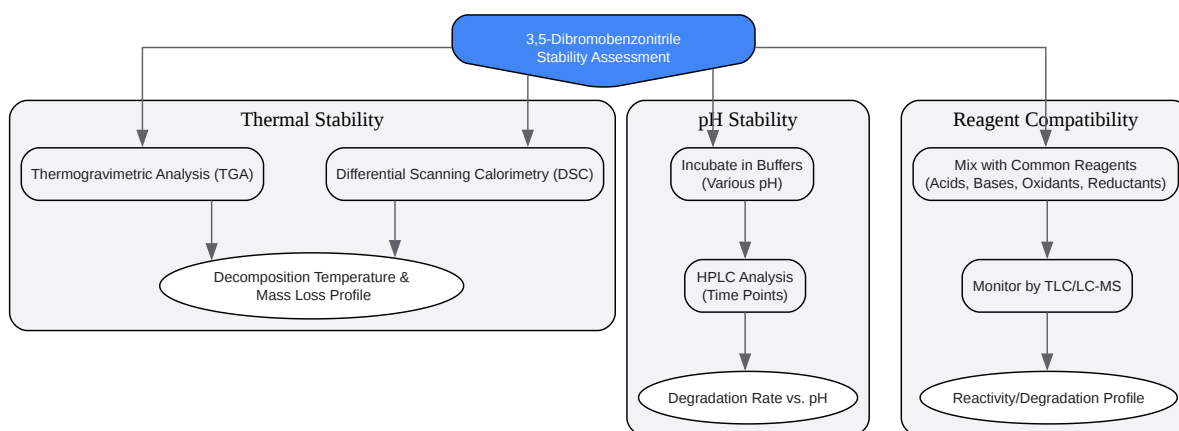 3,5-Dibromobenzonitrile
Stability Assessment
Thermal Stability
Thermogravimetric Analysis (TGA)
Differential Scanning Calorimetry (DSC)
Decomposition Temperature &
Mass Loss Profile
pH Stability
Incubate in Buffers
(Various pH)
HPLC Analysis
(Time Points)
Degradation Rate vs. pH
Reagent Compatibility
Mix with Common Reagents
(Acids, Bases, Oxidants, Reductants)
Monitor by TLC/LC-MS
Reactivity/Degradation Profile